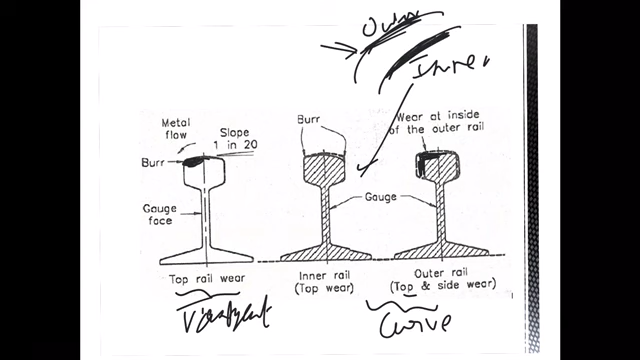 Outer
Inner
Metal
flow
Slope
1 in 20
Burr
Burr
Wear at inside
of the outer rail
Gauge
face
Gauge
Top rail wear
Inner rail
(Top wear)
Outer rail
(Top & side wear)
Curve